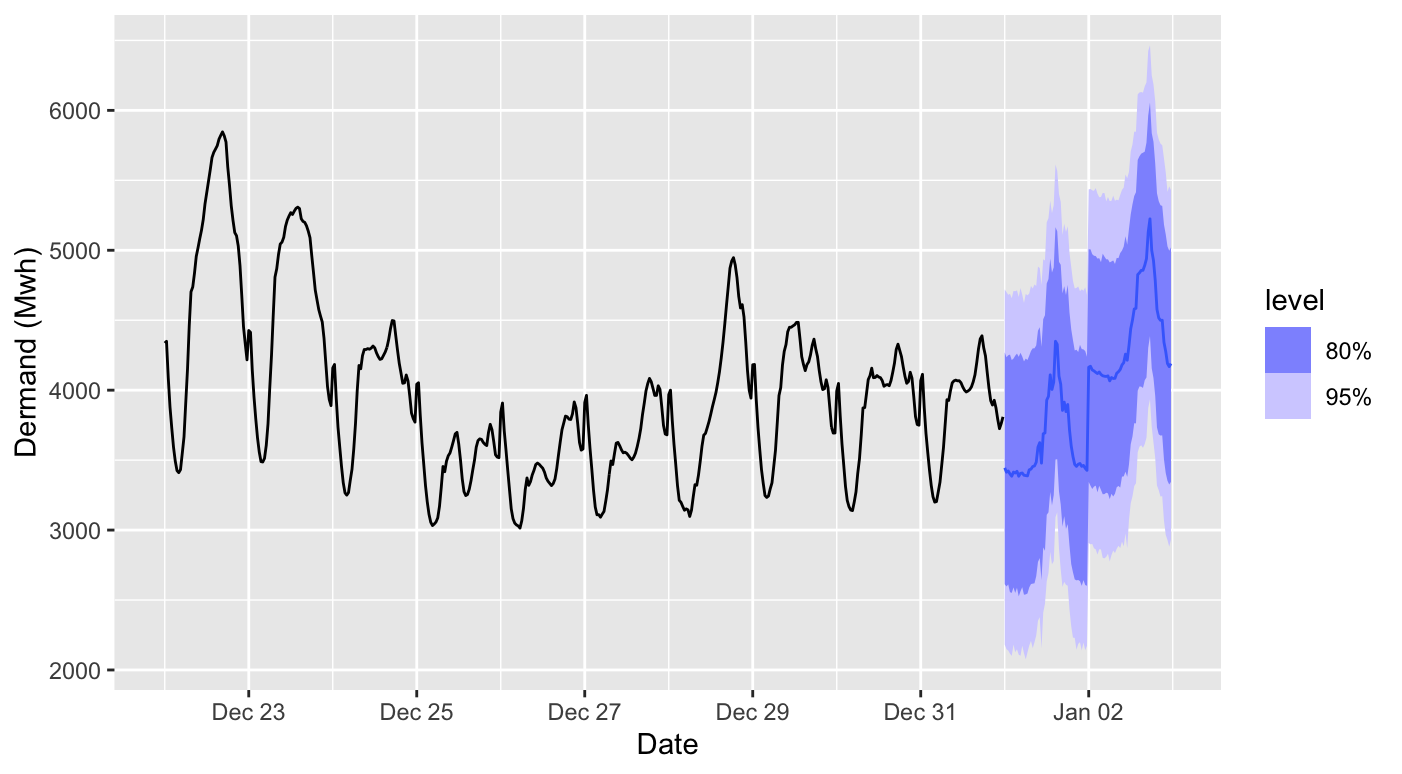 6000
5000
4000
3000
2000
Dermand (Mwh)
Dec 23
Dec 25
Dec 27
Dec 29
Dec 31
Jan 02
Date
level
80%
95%